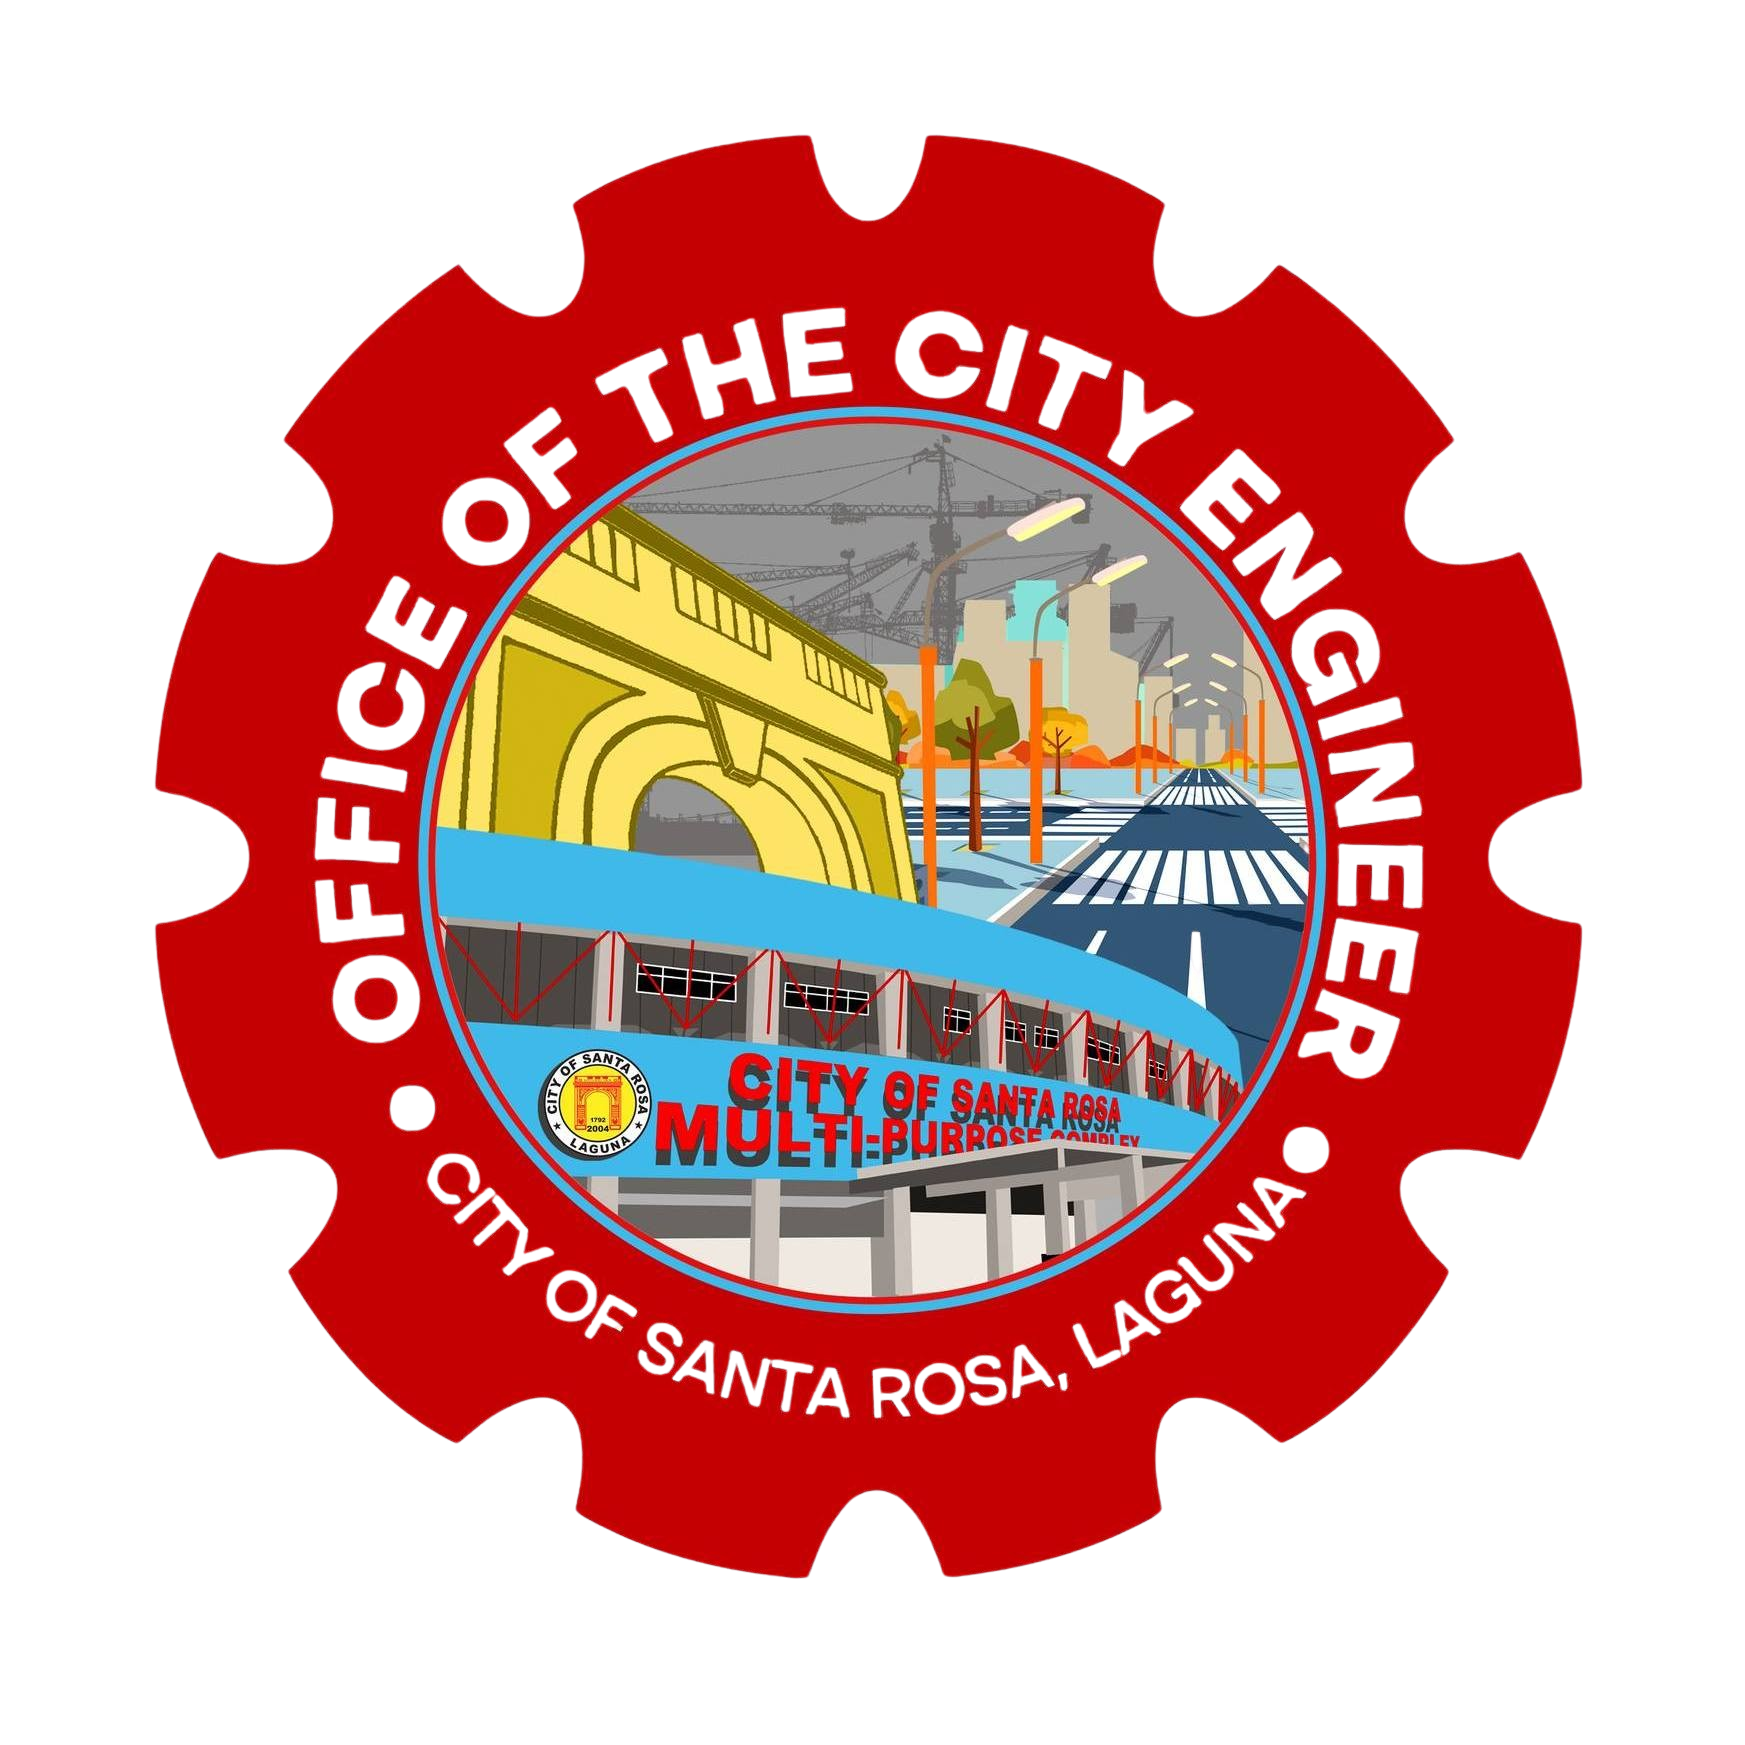 OFFICE OF THE CITY ENGINEER
CITY OF SANTA ROSA, LAGUNA
CITY OF SANTA ROSA
MULTI-PURPOSE COMPLEX
CITY OF SANTA ROSA
1792
2004
LAGUNA